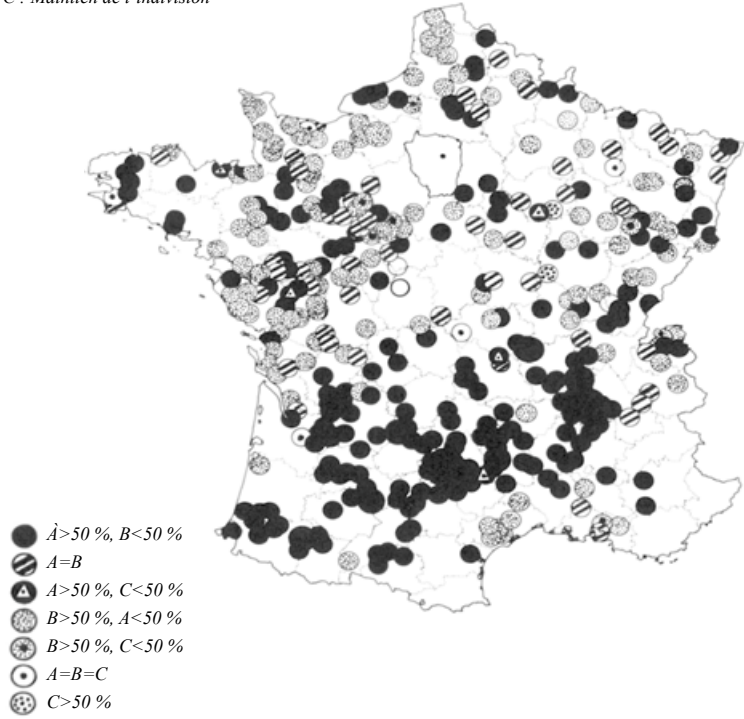 C : Maintien de l'indivision
À>50 %, B<50 %
A=B
A>50 %, C<50 %
B>50 %, A<50 %
B>50 %, C<50 %
A=B=C
C>50 %